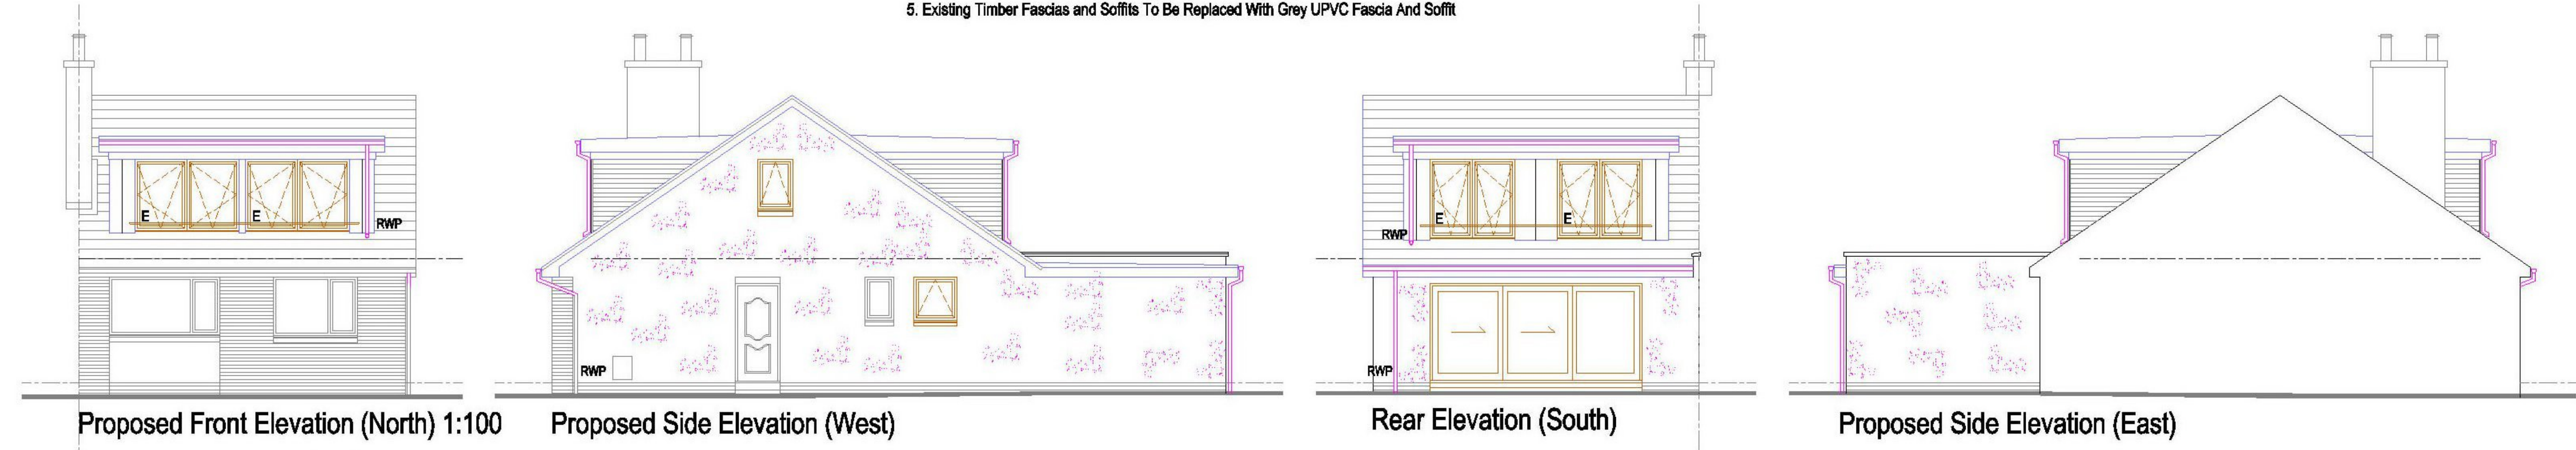 5. Existing Timber Fascias and Soffits To Be Replaced With Grey UPVC Fascia And Soffit
E
E
RWP
RWP
E
E
RWP
RWP
Proposed Front Elevation (North) 1:100
Proposed Side Elevation (West)
Rear Elevation (South)
Proposed Side Elevation (East)